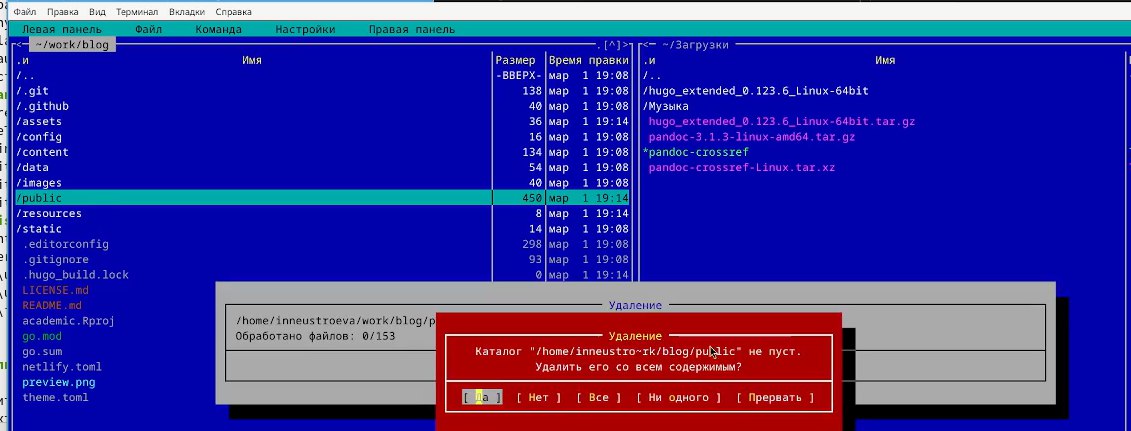 Файл Правка Вид Терминал Вкладки Справка
Левая панель Файл Команда Настройки Правая панель
<─ ~/work/blog .[^]> <─ ~/Загрузки
.и Имя Размер Время правки .и Имя
/.. -ВВЕРХ- мар 1 19:08 /..
/.git 138 мар 1 19:08 /hugo_extended_0.123.6_Linux-64bit
/.github 40 мар 1 19:08 /Музыка
/assets 36 мар 1 19:14 hugo_extended_0.123.6_Linux-64bit.tar.gz
/config 16 мар 1 19:08 pandoc-3.1.3-linux-amd64.tar.gz
/content 134 мар 1 19:08 *pandoc-crossref
/data 54 мар 1 19:08 pandoc-crossref-Linux.tar.xz
/images 40 мар 1 19:08
/public 450 мар 1 19:14
/resources 8 мар 1 19:14
/static 14 мар 1 19:08
.editorconfig 298 мар 1 19:08
.gitignore 93 мар 1 19:08
.hugo_build.lock 0 мар 1 19:14
LICENSE.md
README.md
academic.Rproj
go.mod
go.sum
netlify.toml
preview.png
theme.toml
Удаление
/home/inneustroeva/work/blog/p
Обработано файлов: 0/153
Удаление
Каталог "/home/inneustro~rk/blog/public" не пуст.
Удалить его со всем содержимым?
[ Да ] [ Нет ] [ Все ] [ Ни одного ] [ Прервать ]